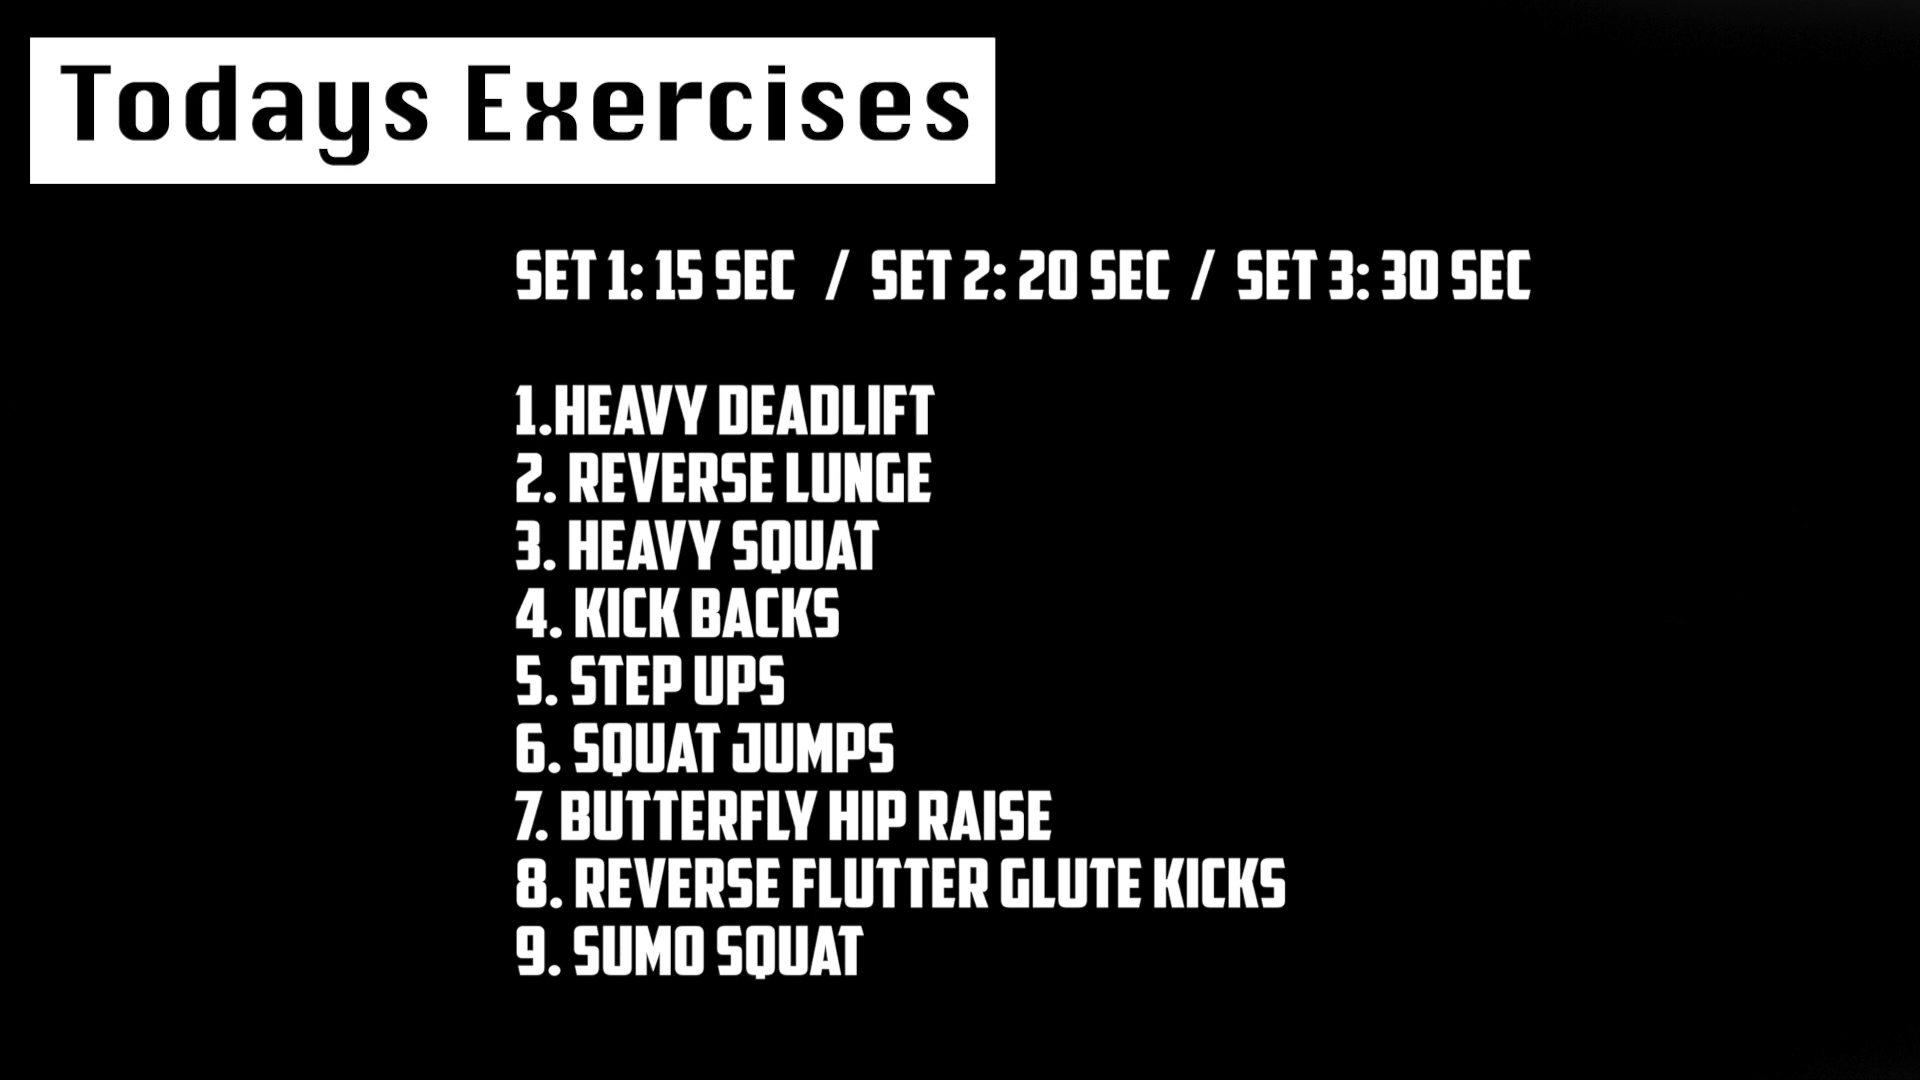 Todays Exercises
SET 1: 15 SEC / SET 2: 20 SEC / SET 3: 30 SEC
1.HEAVY DEADLIFT
2. REVERSE LUNGE
3. HEAVY SQUAT
4. KICK BACKS
5. STEP UPS
6. SQUAT JUMPS
7. BUTTERFLY HIP RAISE
8. REVERSE FLUTTER GLUTE KICKS
9. SUMO SQUAT